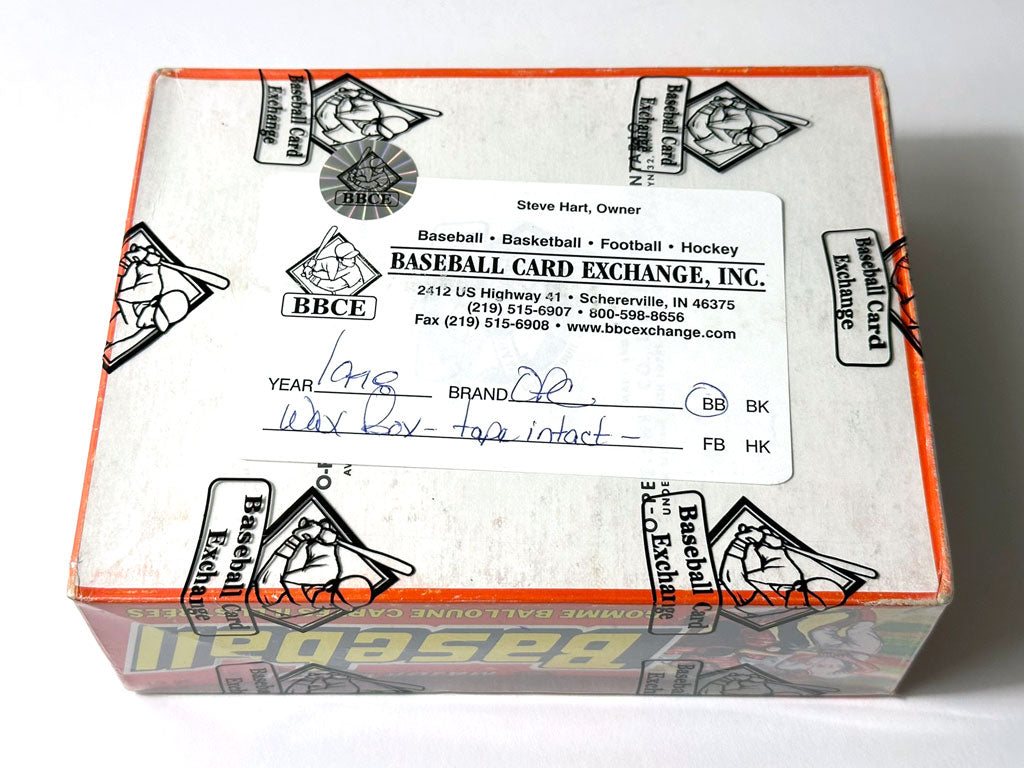 Baseball Card
Exchange
Baseball Card
Exchange
BBCE
Steve Hart, Owner
Baseball • Basketball • Football • Hockey
BASEBALL CARD EXCHANGE, INC.
BBCE
2412 US Highway 41 • Schererville, IN 46375
(219) 515-6907 • 800-598-8656
Fax (219) 515-6908 • www.bbcexchange.com
Baseball Card
Exchange
YEAR BRAND OPC BB BK
Wax Box - tape intact - FB HK
Baseball Card
Exchange
Baseball Card
Exchange
Baseball